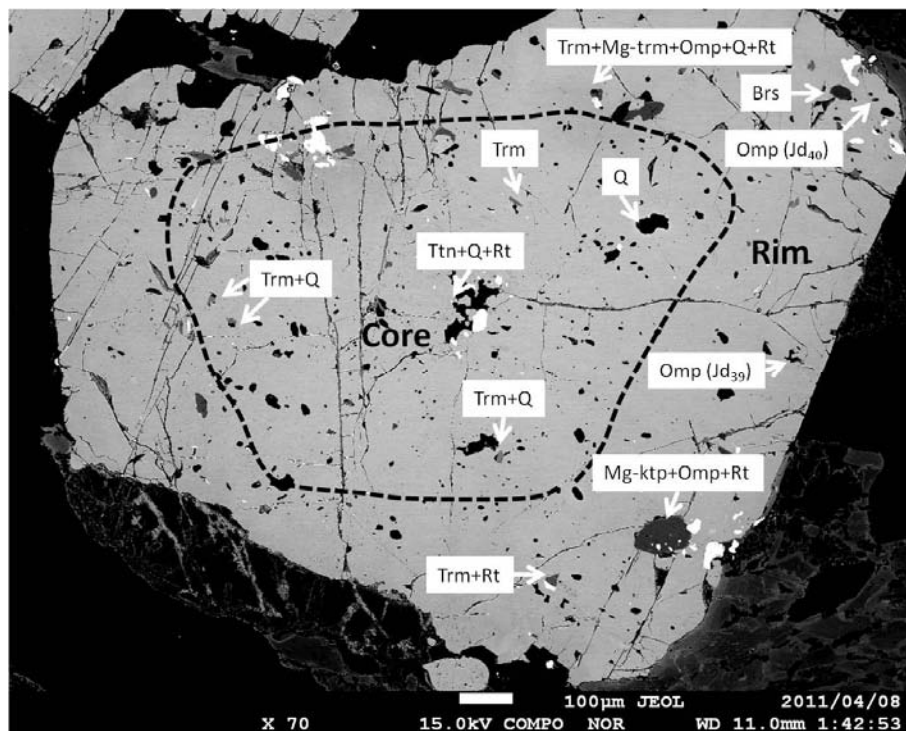 Trm+Mg-trm+Omp+Q+Rt
Brs
Trm
Omp (Jd₄₀)
Q
Ttn+Q+Rt
Rim
Trm+Q
Core
Omp (Jd₃₉)
Trm+Q
Mg-ktp+Omp+Rt
Trm+Rt
100μm JEOL 2011/04/08
X 70 15.0kV COMPO NOR WD 11.0mm 1:42:53